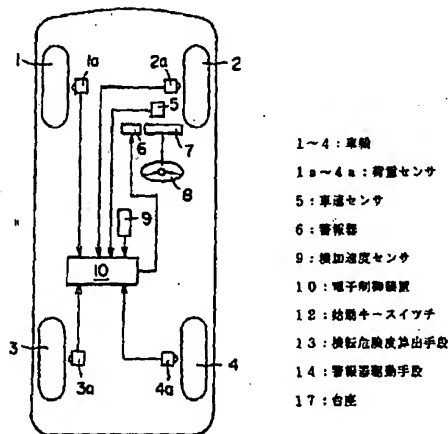 1
1a
2a
2
5
6
7
8
9
10
3
3a
4a
4
1~4:車輪
1a~4a:荷重センサ
5:車速センサ
6:警報器
9:横加速度センサ
10:電子制御装置
12:始動キースイツチ
13:横転危険度算出手段
14:警報器駆動手段
17:台座